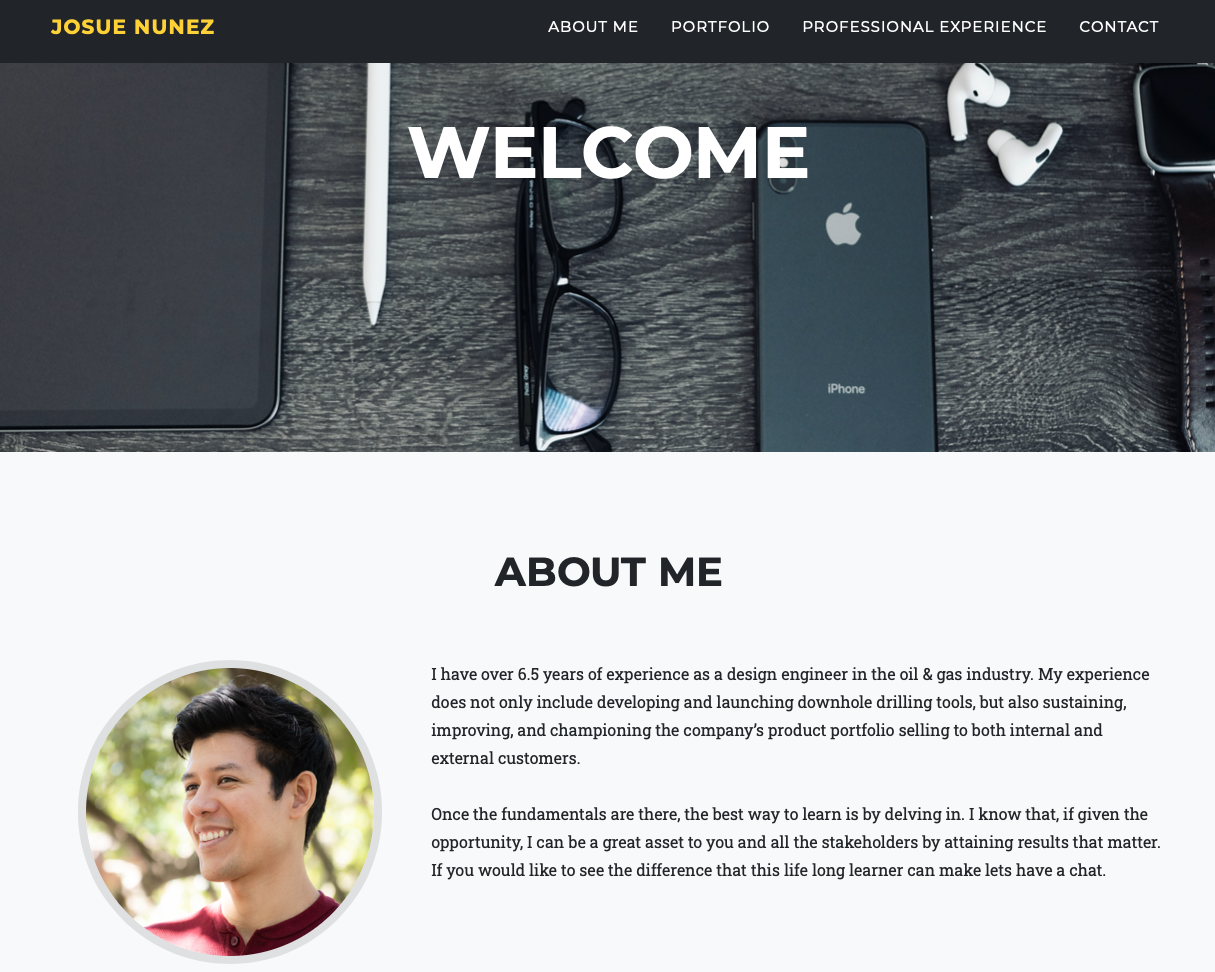 JOSUE NUNEZ
ABOUT ME PORTFOLIO PROFESSIONAL EXPERIENCE CONTACT
WELCOME
iPhone
ABOUT ME
I have over 6.5 years of experience as a design engineer in the oil & gas industry. My experience
does not only include developing and launching downhole drilling tools, but also sustaining,
improving, and championing the company’s product portfolio selling to both internal and
external customers.
Once the fundamentals are there, the best way to learn is by delving in. I know that, if given the
opportunity, I can be a great asset to you and all the stakeholders by attaining results that matter.
If you would like to see the difference that this life long learner can make lets have a chat.